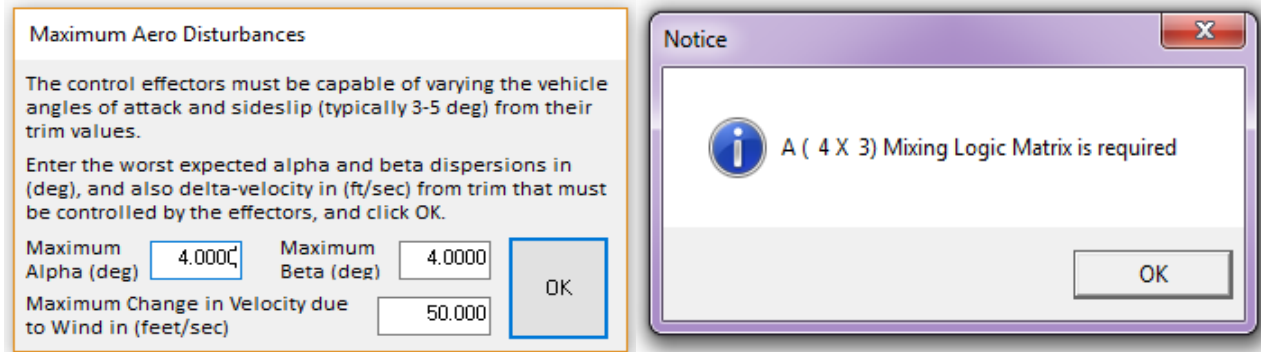 Maximum Aero Disturbances
The control effectors must be capable of varying the vehicle
angles of attack and sideslip (typically 3-5 deg) from their
trim values.
Enter the worst expected alpha and beta dispersions in
(deg), and also delta-velocity in (ft/sec) from trim that must
be controlled by the effectors, and click OK.
Maximum Alpha (deg) 4.000 Maximum Beta (deg) 4.0000
OK
Maximum Change in Velocity due
to Wind in (feet/sec) 50.000
Notice
A ( 4 X 3) Mixing Logic Matrix is required
OK